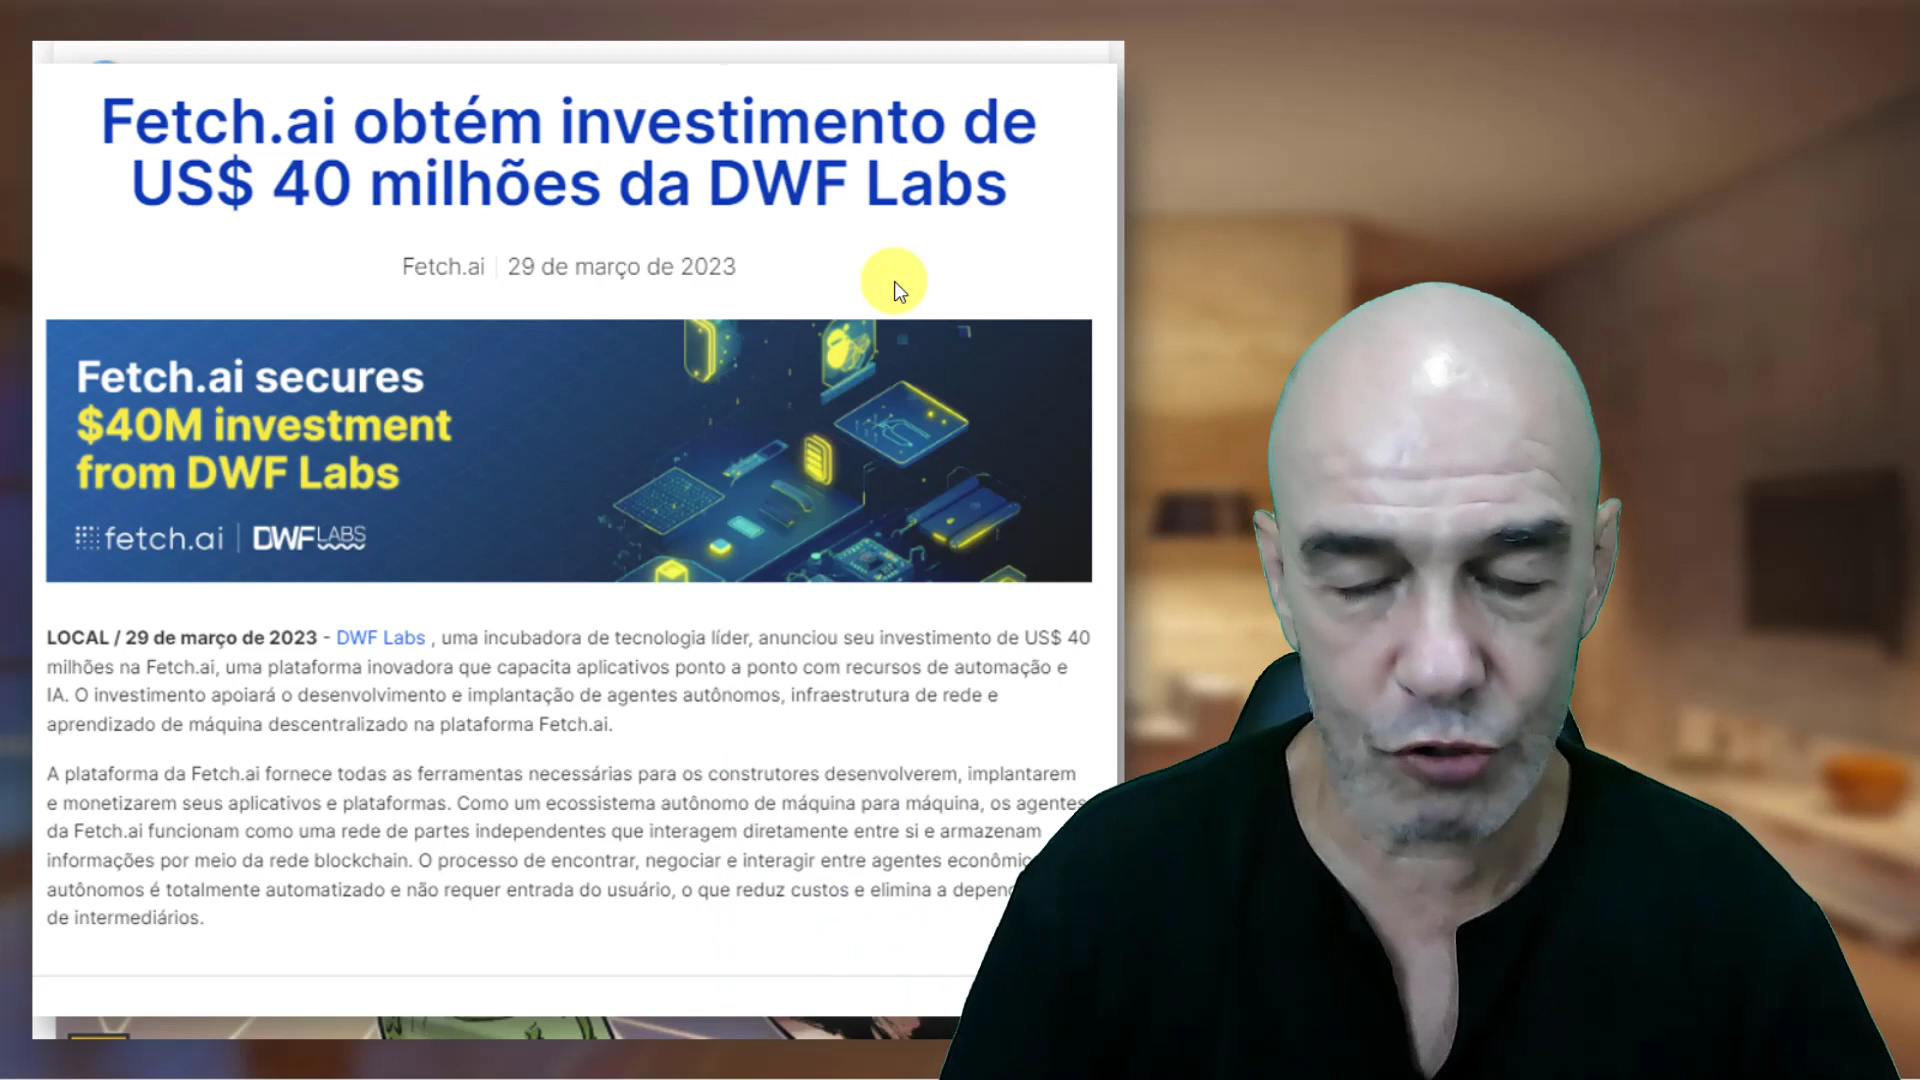 Fetch.ai obtém investimento de
US$ 40 milhões da DWF Labs
Fetch.ai | 29 de março de 2023
Fetch.ai secures
$40M investment
from DWF Labs
fetch.ai | DWF LABS
LOCAL / 29 de março de 2023 - DWF Labs , uma incubadora de tecnologia líder, anunciou seu investimento de US$ 40
milhões na Fetch.ai, uma plataforma inovadora que capacita aplicativos ponto a ponto com recursos de automação e
IA. O investimento apoiará o desenvolvimento e implantação de agentes autônomos, infraestrutura de rede e
aprendizado de máquina descentralizado na plataforma Fetch.ai.
A plataforma da Fetch.ai fornece todas as ferramentas necessárias para os construtores desenvolverem, implantarem
e monetizarem seus aplicativos e plataformas. Como um ecossistema autônomo de máquina para máquina, os agentes
da Fetch.ai funcionam como uma rede de partes independentes que interagem diretamente entre si e armazenam
informações por meio da rede blockchain. O processo de encontrar, negociar e interagir entre agentes
autônomos é totalmente automatizado e não requer entrada do usuário, o que reduz custos e elimina a
de intermediários.